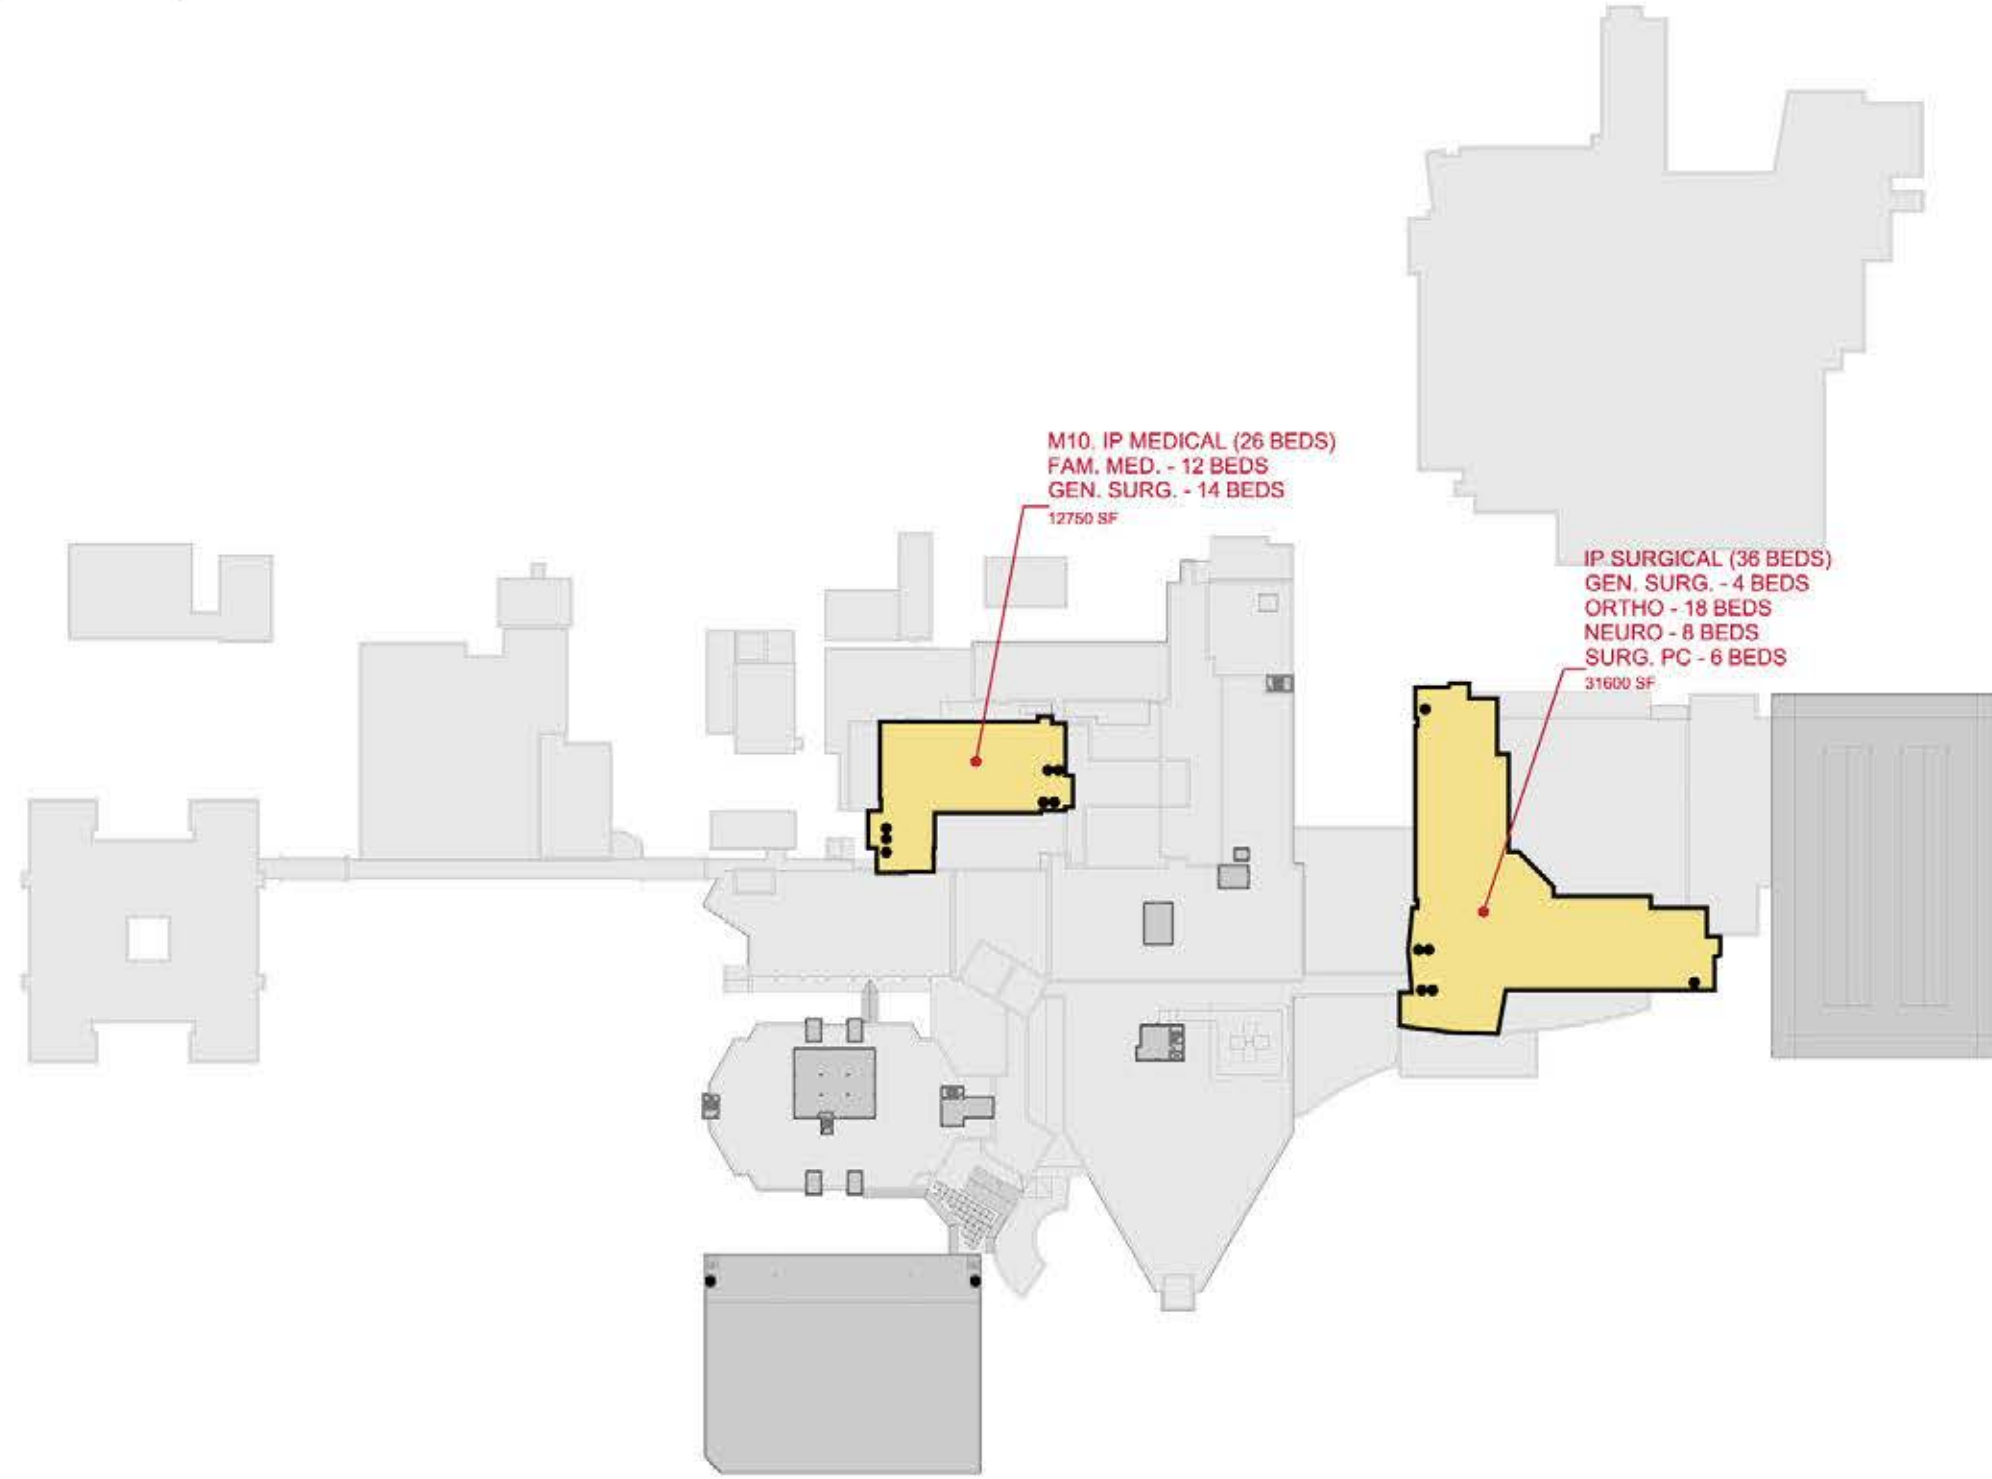 M10. IP MEDICAL (26 BEDS)
FAM. MED. - 12 BEDS
GEN. SURG. - 14 BEDS
12750 SF
IP SURGICAL (36 BEDS)
GEN. SURG. - 4 BEDS
ORTHO - 18 BEDS
NEURO - 8 BEDS
SURG. PC - 6 BEDS
31600 SF